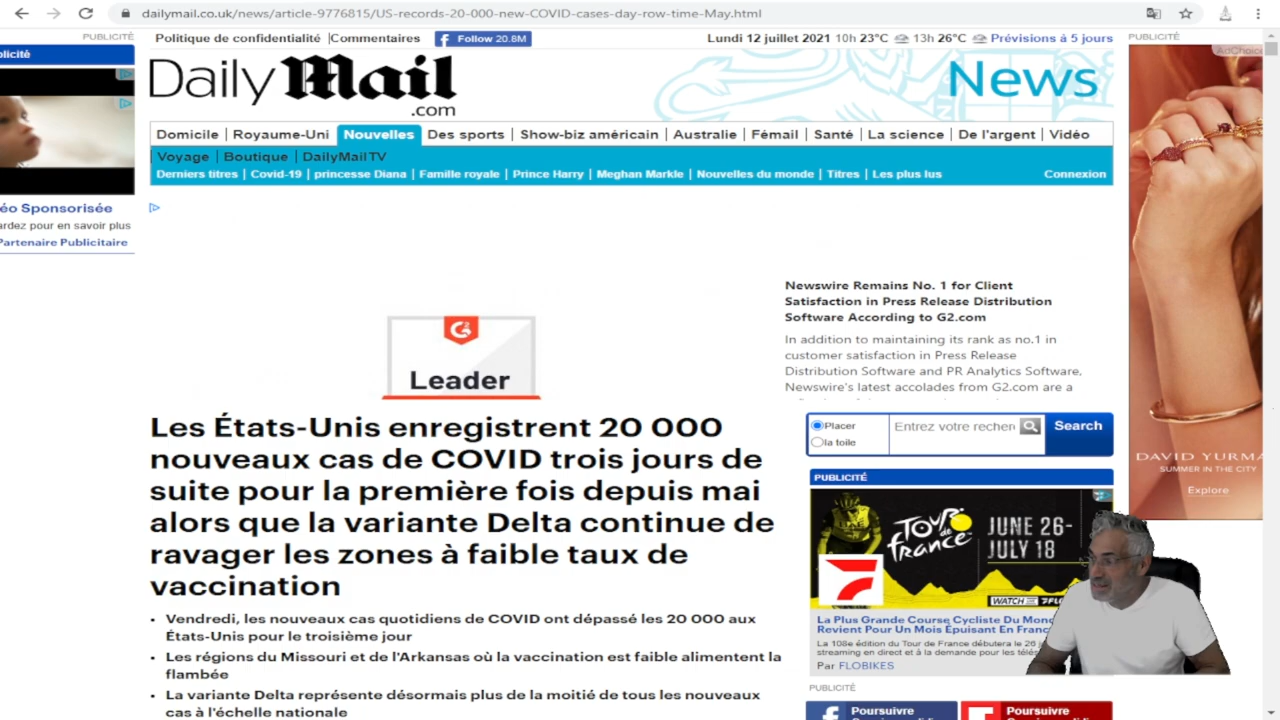 dailymail.co.uk/news/article-9776815/US-records-20-000-new-COVID-cases-day-row-time-May.html
PUBLICITÉ
Politique de confidentialité |Commentaires
Follow 20.8M
Lundi 12 juillet 2021 10h 23°C 13h 26°C Prévisions à 5 jours
PUBLICITÉ
AdChoice
Daily Mail
.com
News
Domicile | Royaume-Uni | Nouvelles | Des sports | Show-biz américain | Australie | Fémail | Santé | La science | De l'argent | Vidéo
Voyage | Boutique | DailyMailTV
Derniers titres | Covid-19 | princesse Diana | Famille royale | Prince Harry | Meghan Markle | Nouvelles du monde | Titres | Les plus lus
Connexion
éo Sponsorisée
ardez pour en savoir plus
Partenaire Publicitaire
Newswire Remains No. 1 for Client
Satisfaction in Press Release Distribution
Software According to G2.com
In addition to maintaining its rank as no.1 in
customer satisfaction in Press Release
Distribution Software and PR Analytics Software,
Newswire's latest accolades from G2.com are a
Leader
Les États-Unis enregistrent 20 000
nouveaux cas de COVID trois jours de
suite pour la première fois depuis mai
alors que la variante Delta continue de
ravager les zones à faible taux de
vaccination
• Vendredi, les nouveaux cas quotidiens de COVID ont dépassé les 20 000 aux
États-Unis pour le troisième jour
• Les régions du Missouri et de l'Arkansas où la vaccination est faible alimentent la
flambée
• La variante Delta représente désormais plus de la moitié de tous les nouveaux
cas à l'échelle nationale
Placer
la toile
Entrez votre recherc
Search
PUBLICITÉ
TOUR de france
JUNE 26-
JULY 18
WATCH
La Plus Grande Course Cycliste Du Mond
Revient Pour Un Mois Épuisant En Franc
La 108e édition du Tour de France débutera le 26
streaming en direct et à la demande pour les
Par FLOBIKES
PUBLICITÉ
Poursuivre
Poursuivre
DAVID YURMA
SUMMER IN THE CITY
Explore